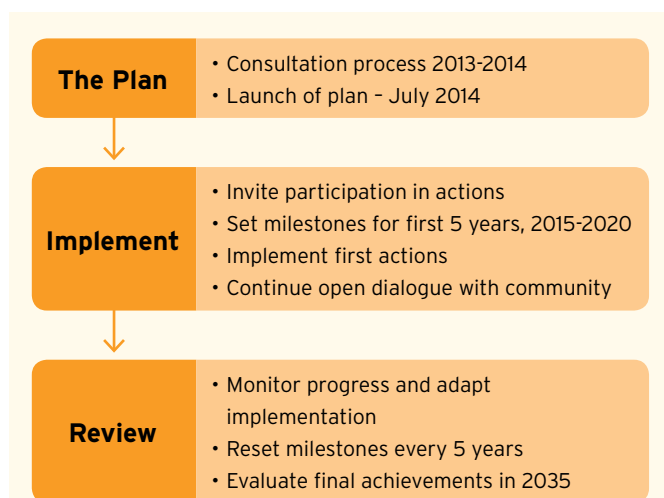 The Plan
• Consultation process 2013-2014
• Launch of plan – July 2014
Implement
• Invite participation in actions
• Set milestones for first 5 years, 2015-2020
• Implement first actions
• Continue open dialogue with community
Review
• Monitor progress and adapt
implementation
• Reset milestones every 5 years
• Evaluate final achievements in 2035